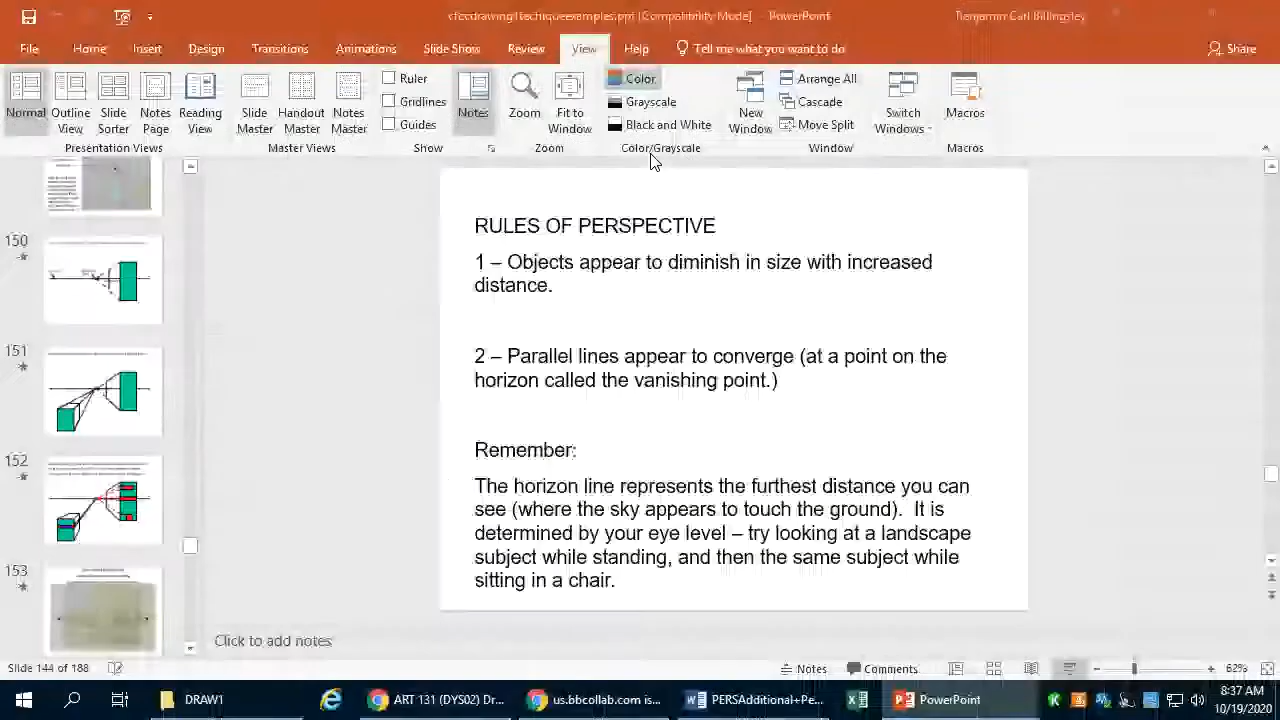 cfccdrawingTechtiqueexamples.ppt [Compatibility Mode] - PowerPoint
Benjamin Carl Billingsley
File Home Insert Design Transitions Animations Slide Show Review View Help Tell me what you want to do Share
Normal
Outline View
Slide Sorter
Notes Page
Reading View
Presentation Views
Slide Master
Handout Master
Notes Master
Master Views
Ruler
Gridlines
Guides
Show
Notes
Zoom
Fit to Window
Zoom
Color
Grayscale
Black and White
Color/Grayscale
New Window
Arrange All
Cascade
Move Split
Switch Windows
Window
Macros
Macros
150
151
152
153
RULES OF PERSPECTIVE
1 – Objects appear to diminish in size with increased
distance.
2 – Parallel lines appear to converge (at a point on the
horizon called the vanishing point.)
Remember:
The horizon line represents the furthest distance you can
see (where the sky appears to touch the ground). It is
determined by your eye level – try looking at a landscape
subject while standing, and then the same subject while
sitting in a chair.
Click to add notes
Slide 144 of 188
Notes
Comments
62%
DRAW1
ART 131 (DYS02) Dr...
us.bbcollab.com is...
PERSAdditional+Pe...
PowerPoint
8:37 AM
10/19/2020